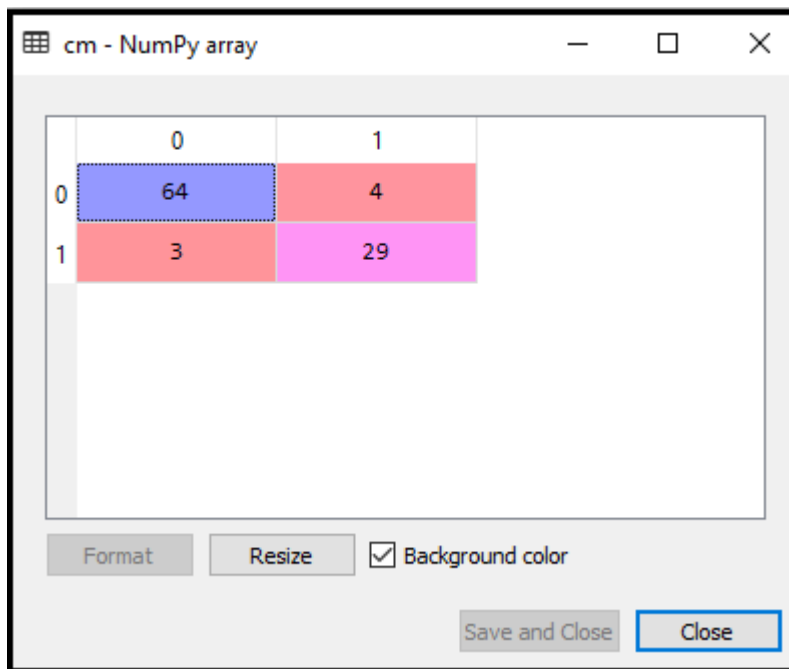 cm - NumPy array
0 1
0 64 4
1 3 29
Format Resize Background color
Save and Close Close